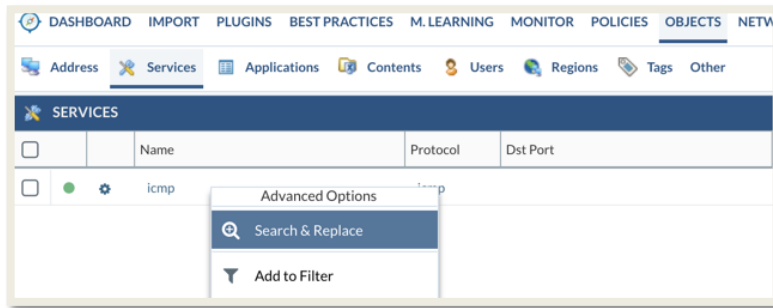 DASHBOARD IMPORT PLUGINS BEST PRACTICES M. LEARNING MONITOR POLICIES OBJECTS
Address Services Applications Contents Users Regions Tags Other
SERVICES
Name Protocol Dst Port
icmp
Advanced Options
Search & Replace
Add to Filter